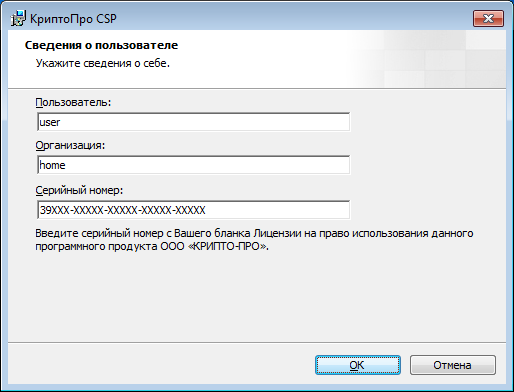 КриптоПро CSP
Сведения о пользователе
Укажите сведения о себе.
Пользователь:
user
Организация:
home
Серийный номер:
39XXX-XXXXX-XXXXX-XXXXX-XXXXX
Введите серийный номер с Вашего бланка Лицензии на право использования данного
программного продукта ООО «КРИПТО-ПРО».
OK
Отмена